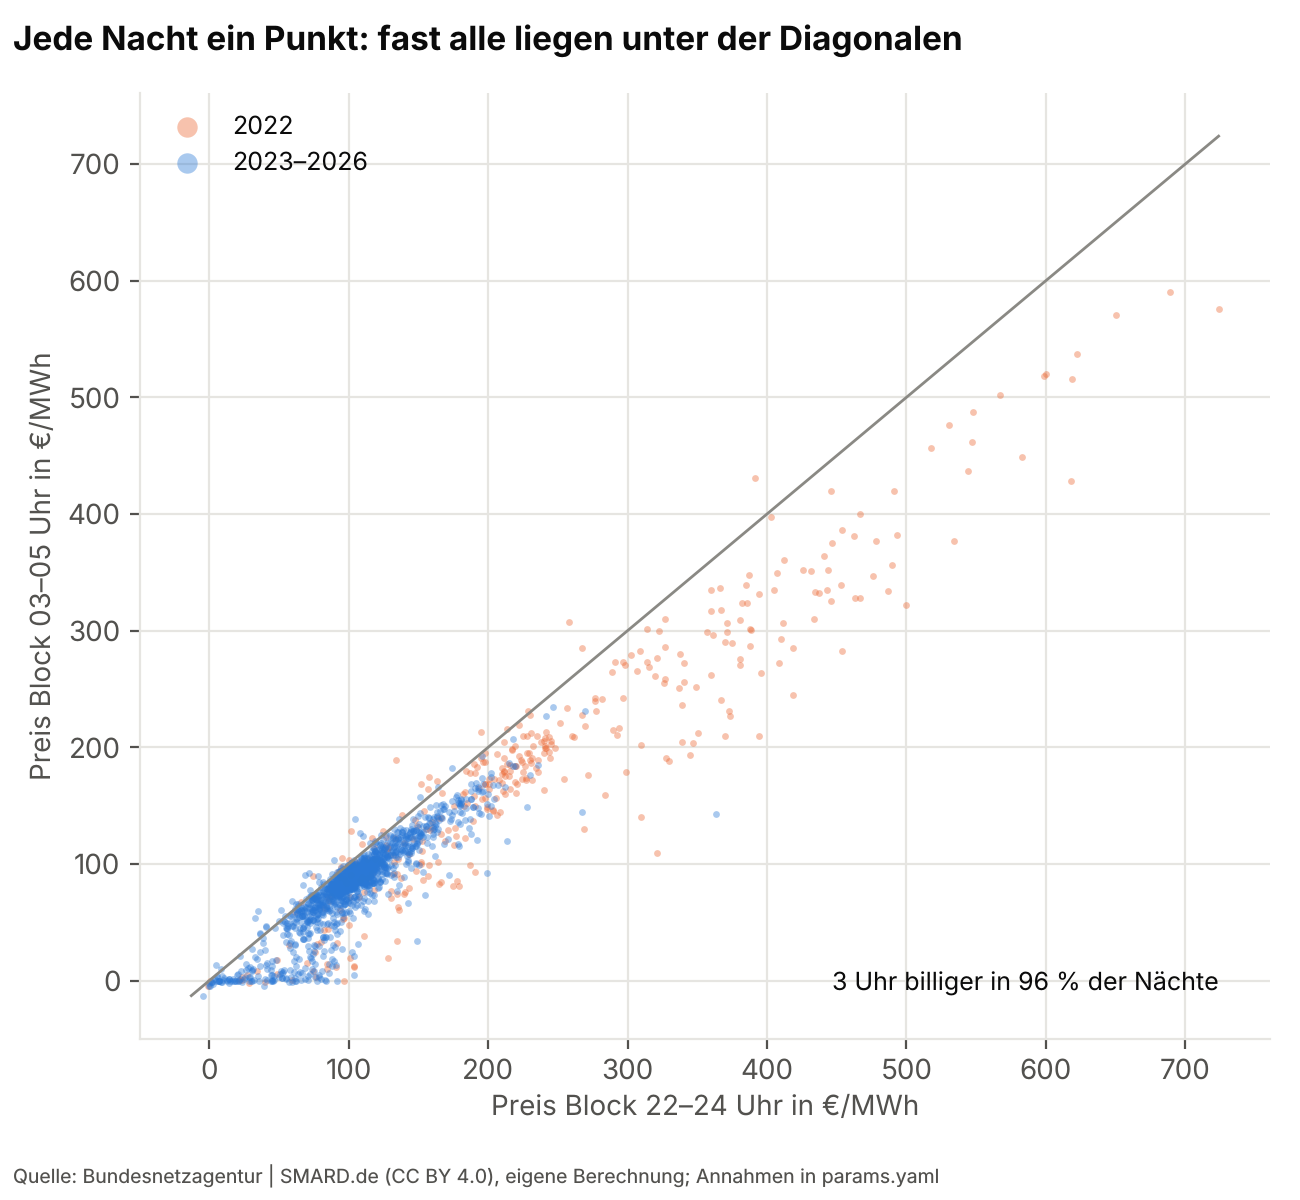 Jede Nacht ein Punkt: fast alle liegen unter der Diagonalen
2022
2023–2026
700
600
500
400
300
200
100
0
Preis Block 03–05 Uhr in €/MWh
3 Uhr billiger in 96 % der Nächte
0 100 200 300 400 500 600 700
Preis Block 22–24 Uhr in €/MWh
Quelle: Bundesnetzagentur | SMARD.de (CC BY 4.0), eigene Berechnung; Annahmen in params.yaml